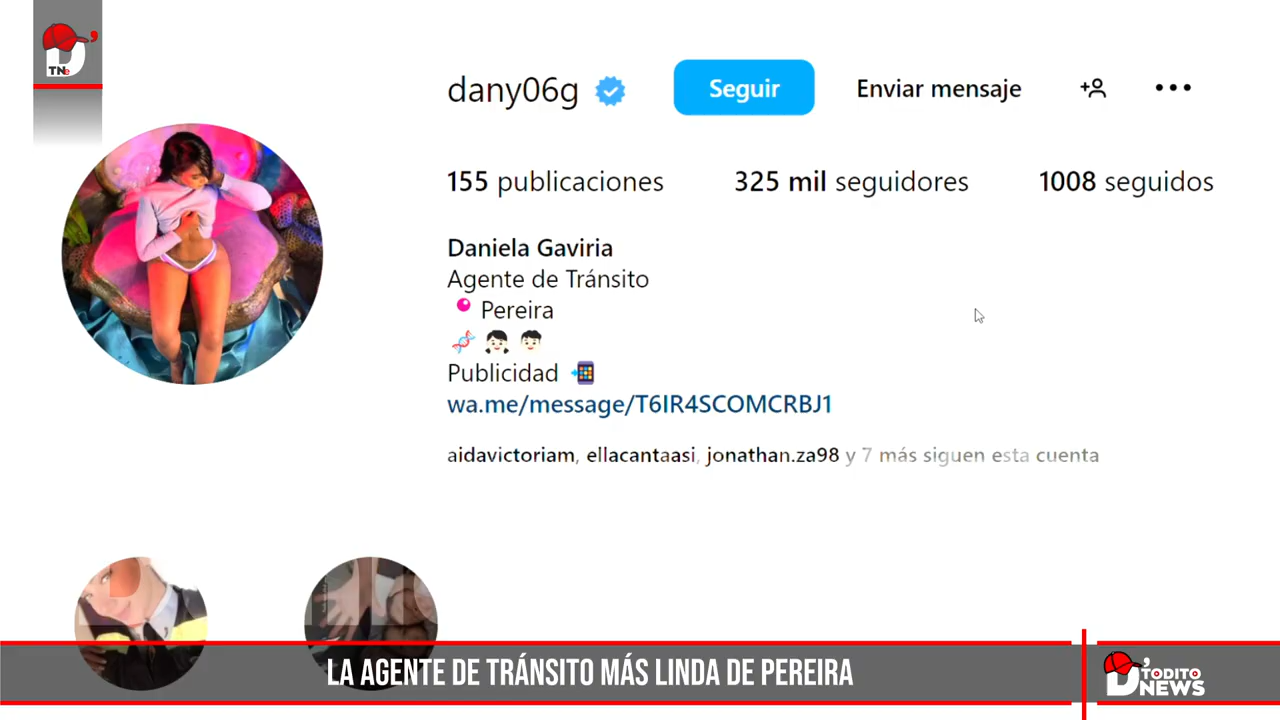 D'
TNe
dany06g
Seguir
Enviar mensaje
155 publicaciones
325 mil seguidores
1008 seguidos
Daniela Gaviria
Agente de Tránsito
Pereira
Publicidad
wa.me/message/T6IR4SCOMCRBJ1
aidavictoriam, ellacantaasi, jonathan.za98 y 7 más siguen esta cuenta
LA AGENTE DE TRÁNSITO MÁS LINDA DE PEREIRA
D'TODITO
NEWS